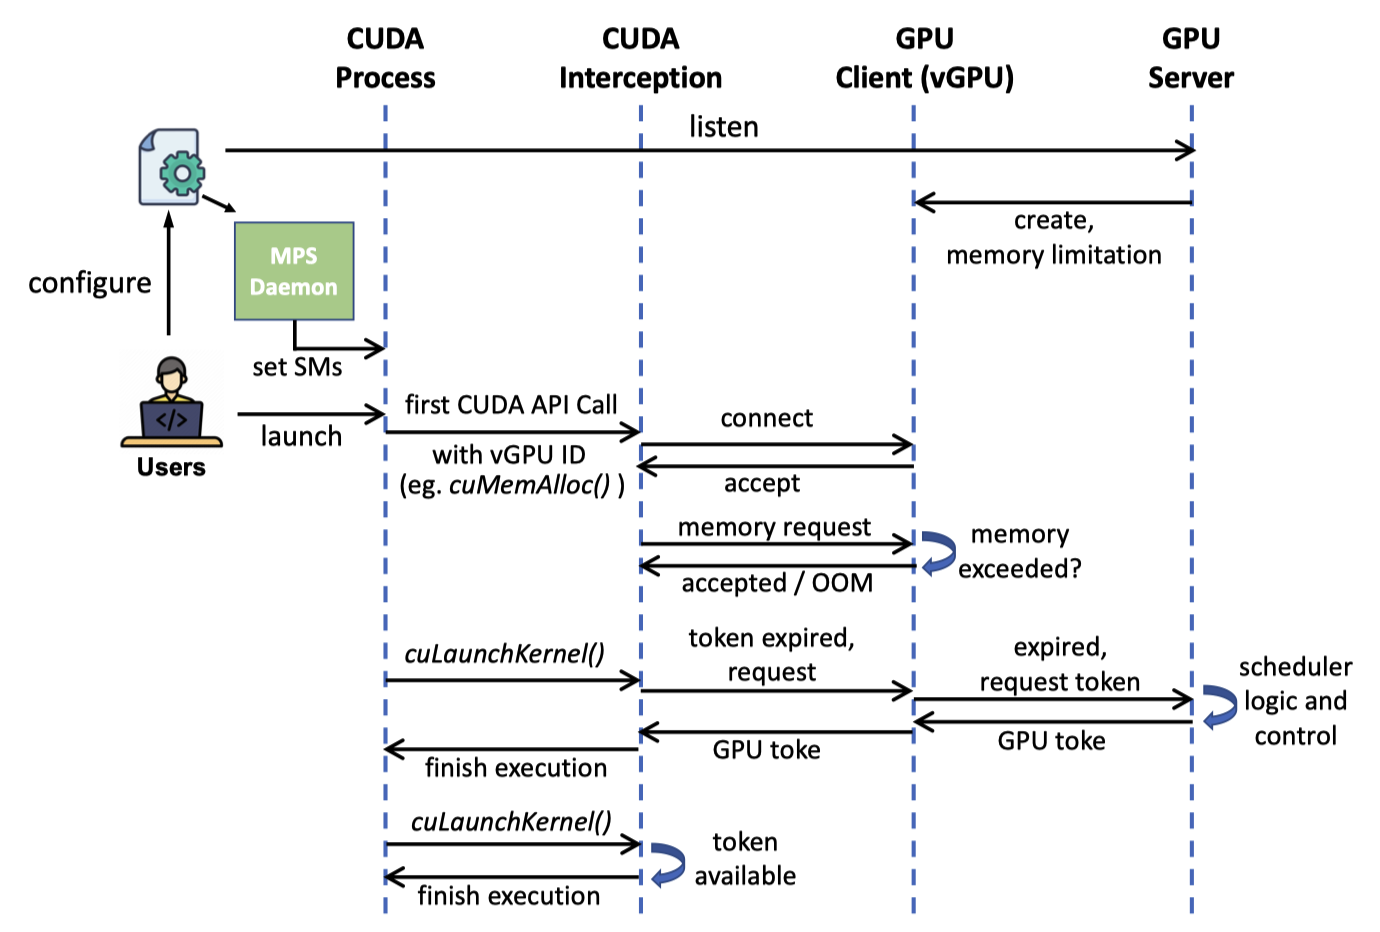 CUDA
Process
CUDA
Interception
GPU
Client (vGPU)
GPU
Server
listen
create,
memory limitation
configure
MPS
Daemon
set SMs
launch
Users
first CUDA API Call
with vGPU ID
(eg. cuMemAlloc() )
connect
accept
memory request
accepted / OOM
memory
exceeded?
cuLaunchKernel()
token expired,
request
expired,
request token
scheduler
logic and
control
GPU toke
GPU toke
finish execution
cuLaunchKernel()
token
available
finish execution